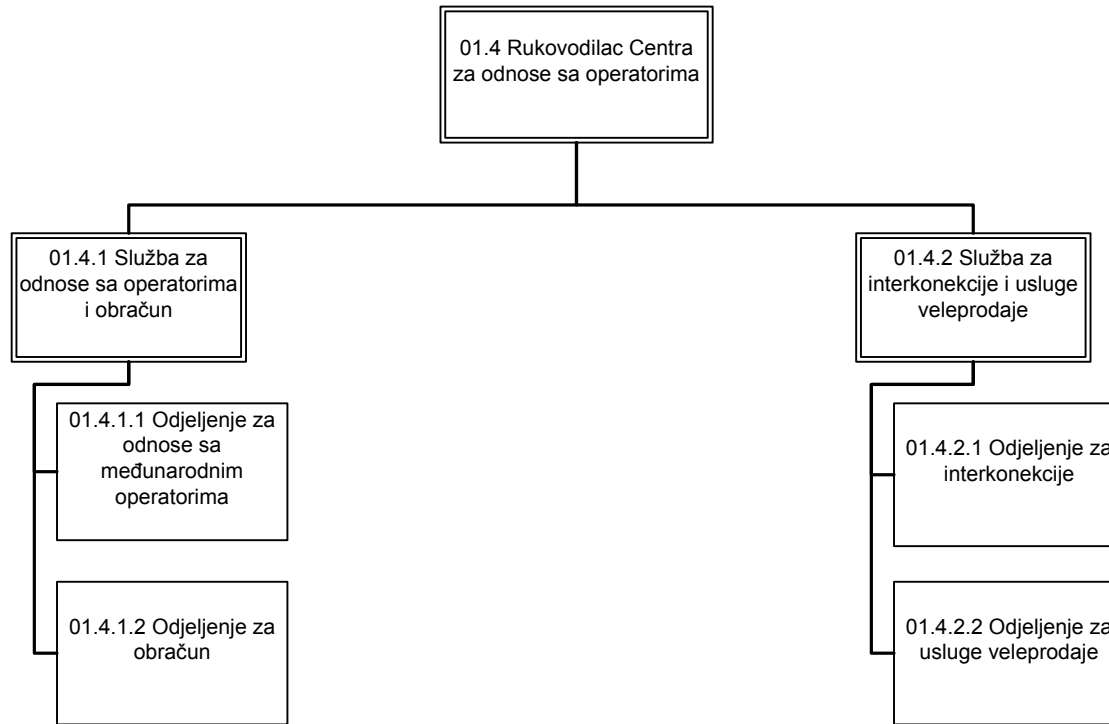 01.4 Rukovodilac Centra
za odnose sa operatorima
01.4.1 Služba za
odnose sa operatorima
i obračun
01.4.2 Služba za
interkonekcije i usluge
veleprodaje
01.4.1.1 Odjeljenje za
odnose sa
međunarodnim
operatorima
01.4.2.1 Odjeljenje za
interkonekcije
01.4.1.2 Odjeljenje za
obračun
01.4.2.2 Odjeljenje za
usluge veleprodaje